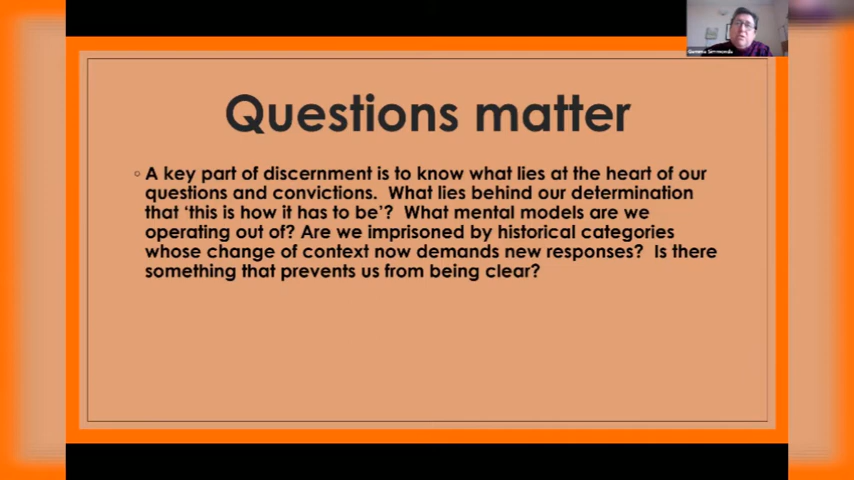 Gemma Simmonds
Questions matter
◦ A key part of discernment is to know what lies at the heart of our
questions and convictions.  What lies behind our determination
that ‘this is how it has to be’?  What mental models are we
operating out of? Are we imprisoned by historical categories
whose change of context now demands new responses?  Is there
something that prevents us from being clear?